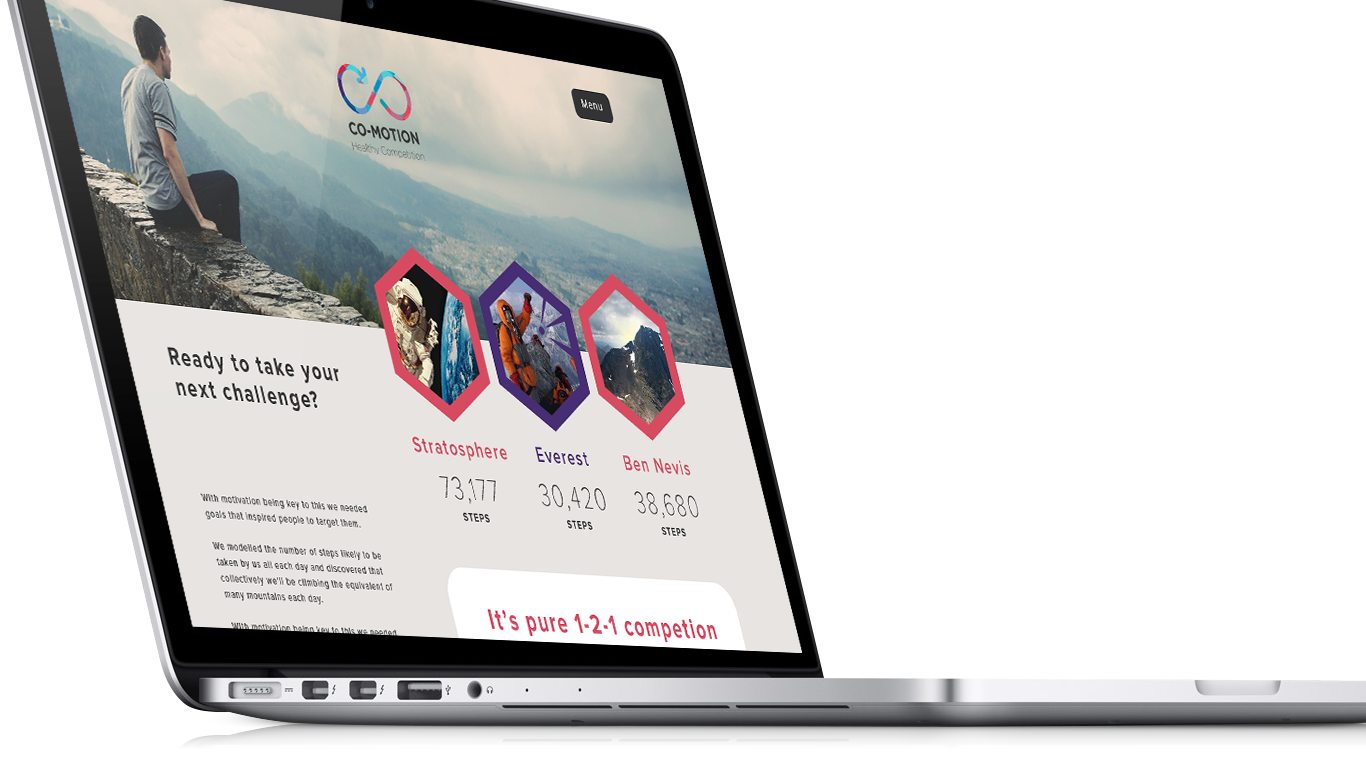 CO-MOTION
Healthy Competition
Menu
Ready to take your
next challenge?
Stratosphere
73,177
STEPS
Everest
30,420
STEPS
Ben Nevis
38,680
STEPS
With motivation being key to this we needed
goals that inspired people to target them.
We modelled the number of steps likely to be
taken by us all each day and discovered that
collectively we'll be climbing the equivalent of
many mountains each day.
With motivation being key to this we needed
It's pure 1-2-1 competion